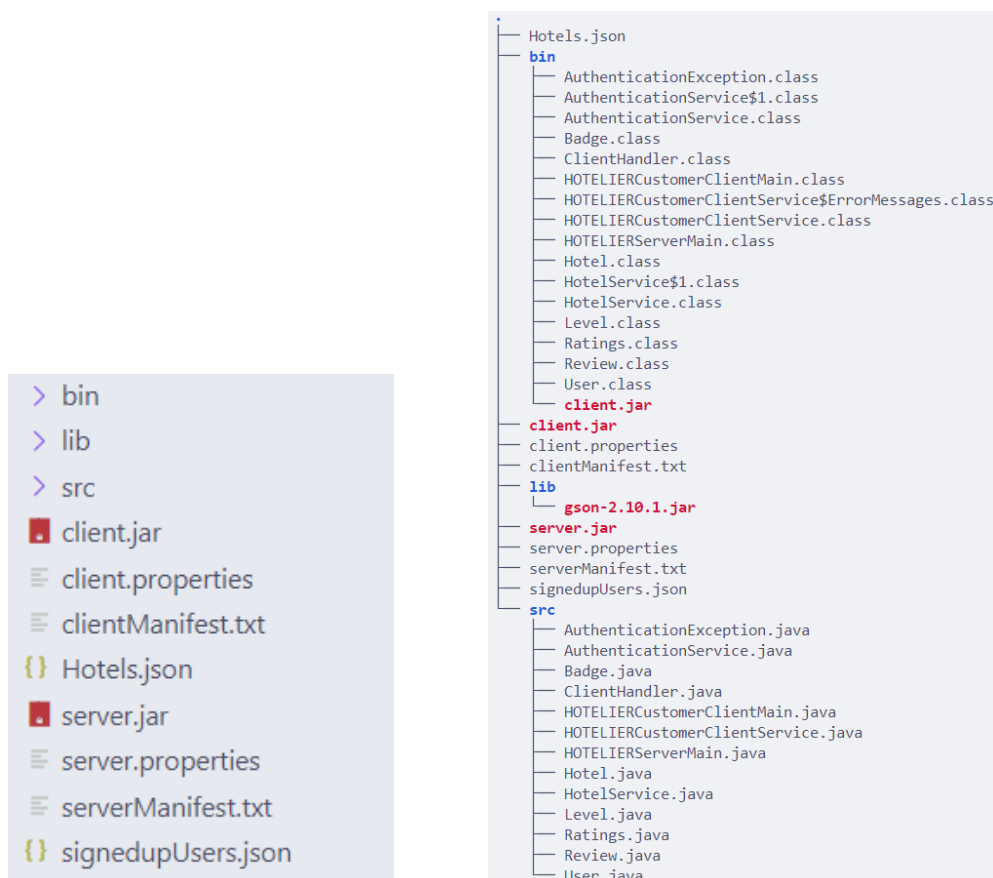 bin
lib
src
client.jar
client.properties
clientManifest.txt
Hotels.json
server.jar
server.properties
serverManifest.txt
signedupUsers.json
.
Hotels.json
bin
AuthenticationException.class
AuthenticationService$1.class
AuthenticationService.class
Badge.class
ClientHandler.class
HOTELIERCustomerClientMain.class
HOTELIERCustomerClientService$ErrorMessages.class
HOTELIERCustomerClientService.class
HOTELIERServerMain.class
Hotel.class
HotelService$1.class
HotelService.class
Level.class
Ratings.class
Review.class
User.class
client.jar
client.jar
client.properties
clientManifest.txt
lib
gson-2.10.1.jar
server.jar
server.properties
serverManifest.txt
signedupUsers.json
src
AuthenticationException.java
AuthenticationService.java
Badge.java
ClientHandler.java
HOTELIERCustomerClientMain.java
HOTELIERCustomerClientService.java
HOTELIERServerMain.java
Hotel.java
HotelService.java
Level.java
Ratings.java
Review.java
User.java